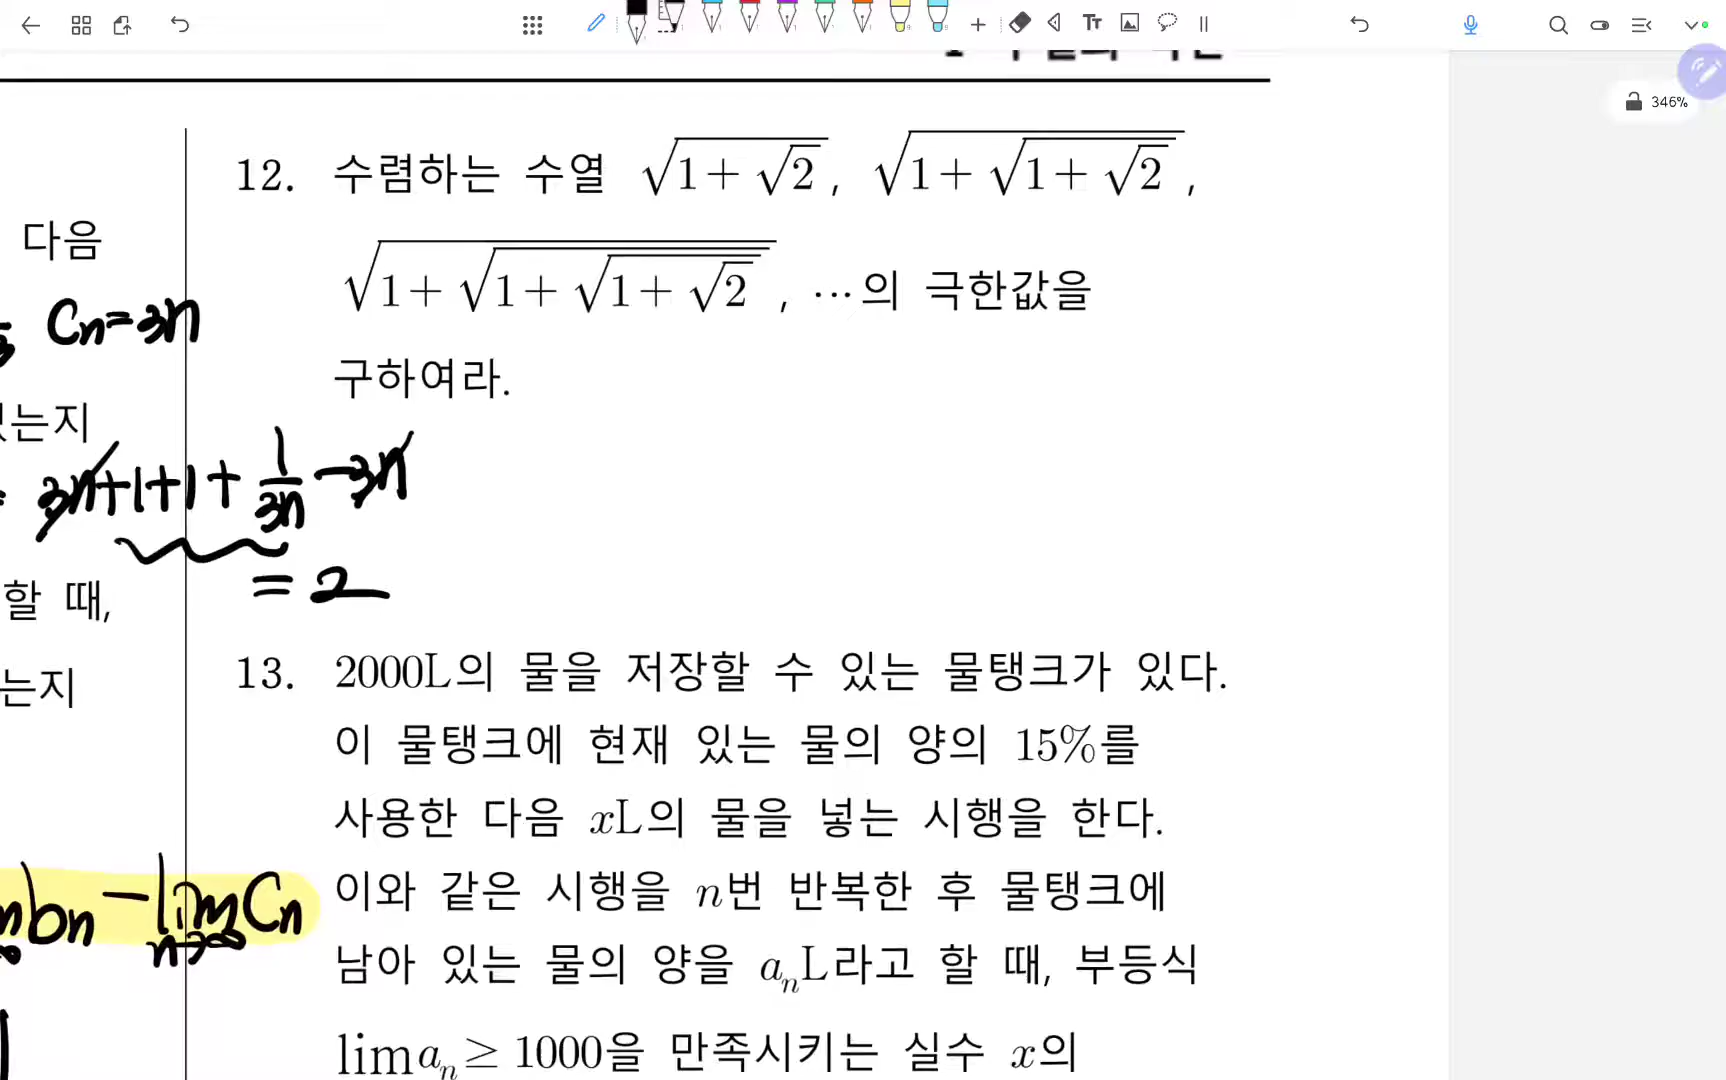 346%
다음
Cn=3n
있는지
= 3n+1+1+\frac{1}{3n}-3n
= 2
할 때,
는지
bn - lim Cn
n→∞
12. 수렴하는 수열 √(1+√2), √(1+√(1+√2)),
√(1+√(1+√(1+√2))), …의 극한값을
구하여라.
13. 2000L의 물을 저장할 수 있는 물탱크가 있다.
이 물탱크에 현재 있는 물의 양의 15%를
사용한 다음 xL의 물을 넣는 시행을 한다.
이와 같은 시행을 n번 반복한 후 물탱크에
남아 있는 물의 양을 aₙL라고 할 때, 부등식
lim aₙ ≥ 1000을 만족시키는 실수 x의